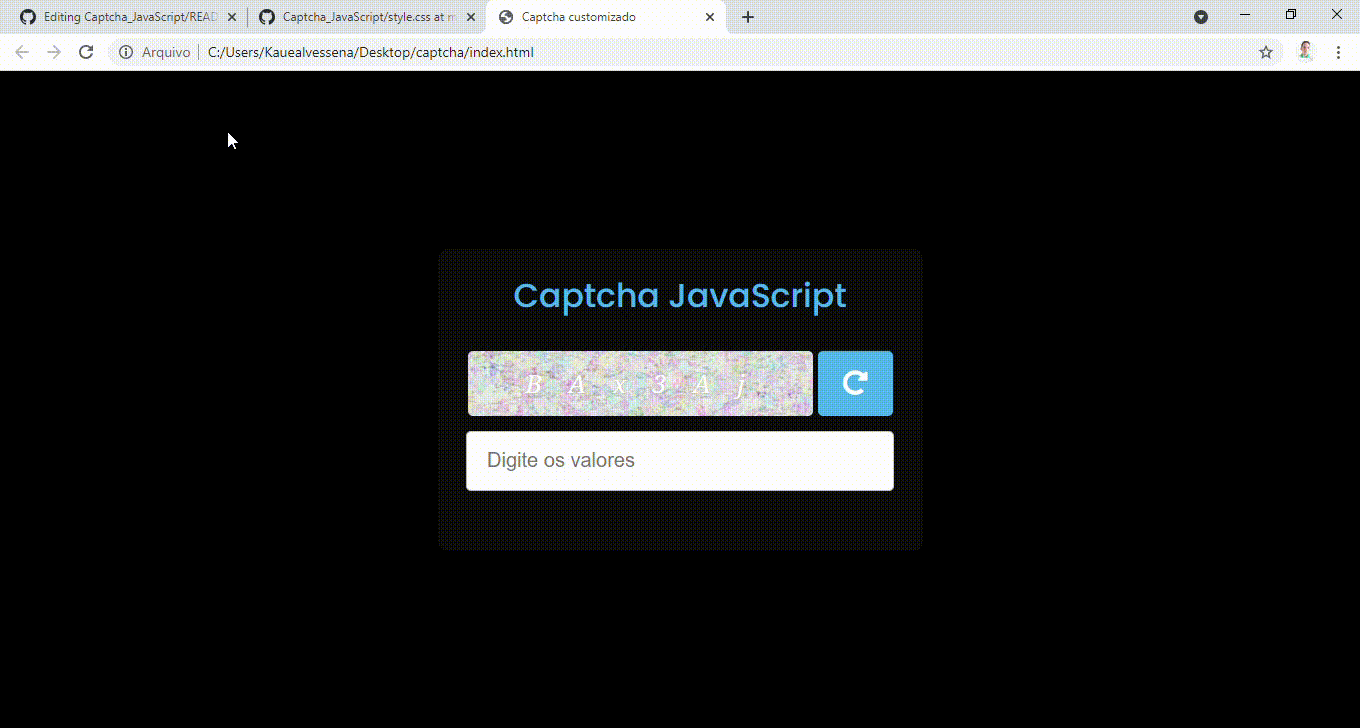 Editing Captcha_JavaScript/READ
Captcha_JavaScript/style.css at m
Captcha customizado
Arquivo
C:/Users/Kauealvessena/Desktop/captcha/index.html
Captcha JavaScript
B A x 3 A j
Digite os valores